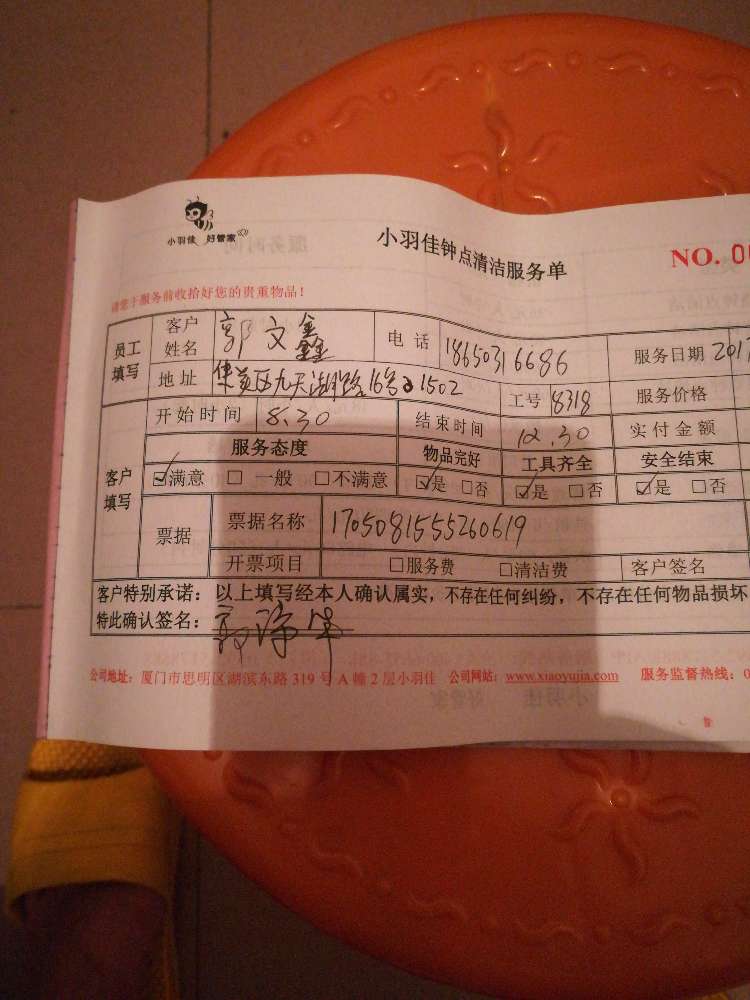 小羽佳 好管家
小羽佳钟点清洁服务单
NO. 0
请您于服务前收拾好您的贵重物品！
员工填写 客户姓名 郭文鑫 电话 18650316686 服务日期 2017
地址 集美区九天湖路16号 1502 工号 8318 服务价格
客户填写 开始时间 8.30 结束时间 12.30 实付金额
服务态度 物品完好 工具齐全 安全结束
☑满意 □一般 □不满意 ☑是 □否 ☑是 □否 ☑是 □否
票据 票据名称 1705081555260619
开票项目 □服务费 □清洁费 客户签名
客户特别承诺：以上填写经本人确认属实，不存在任何纠纷，不存在任何物品损坏
特此确认签名：
公司地址：厦门市思明区湖滨东路 319 号 A 幢 2 层小羽佳 公司网站：www.xiaoyujia.com 服务监督热线：0